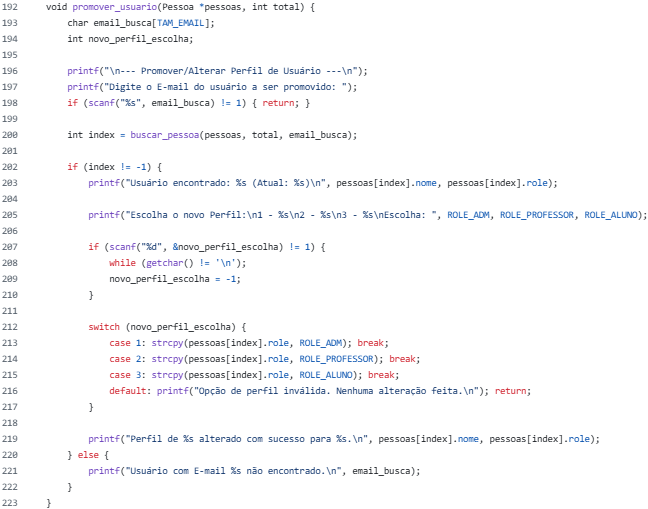 192 void promover_usuario(Pessoa *pessoas, int total) {
193     char email_busca[TAM_EMAIL];
194     int novo_perfil_escolha;
195
196     printf("\n--- Promover/Alterar Perfil de Usuário ---\n");
197     printf("Digite o E-mail do usuário a ser promovido: ");
198     if (scanf("%s", email_busca) != 1) { return; }
199
200     int index = buscar_pessoa(pessoas, total, email_busca);
201
202     if (index != -1) {
203         printf("Usuário encontrado: %s (Atual: %s)\n", pessoas[index].nome, pessoas[index].role);
204
205         printf("Escolha o novo Perfil:\n1 - %s\n2 - %s\n3 - %s\nEscolha: ", ROLE_ADM, ROLE_PROFESSOR, ROLE_ALUNO);
206
207         if (scanf("%d", &novo_perfil_escolha) != 1) {
208             while (getchar() != '\n');
209             novo_perfil_escolha = -1;
210         }
211
212         switch (novo_perfil_escolha) {
213             case 1: strcpy(pessoas[index].role, ROLE_ADM); break;
214             case 2: strcpy(pessoas[index].role, ROLE_PROFESSOR); break;
215             case 3: strcpy(pessoas[index].role, ROLE_ALUNO); break;
216             default: printf("Opção de perfil inválida. Nenhuma alteração feita.\n"); return;
217         }
218
219         printf("Perfil de %s alterado com sucesso para %s.\n", pessoas[index].nome, pessoas[index].role);
220     } else {
221         printf("Usuário com E-mail %s não encontrado.\n", email_busca);
222     }
223 }